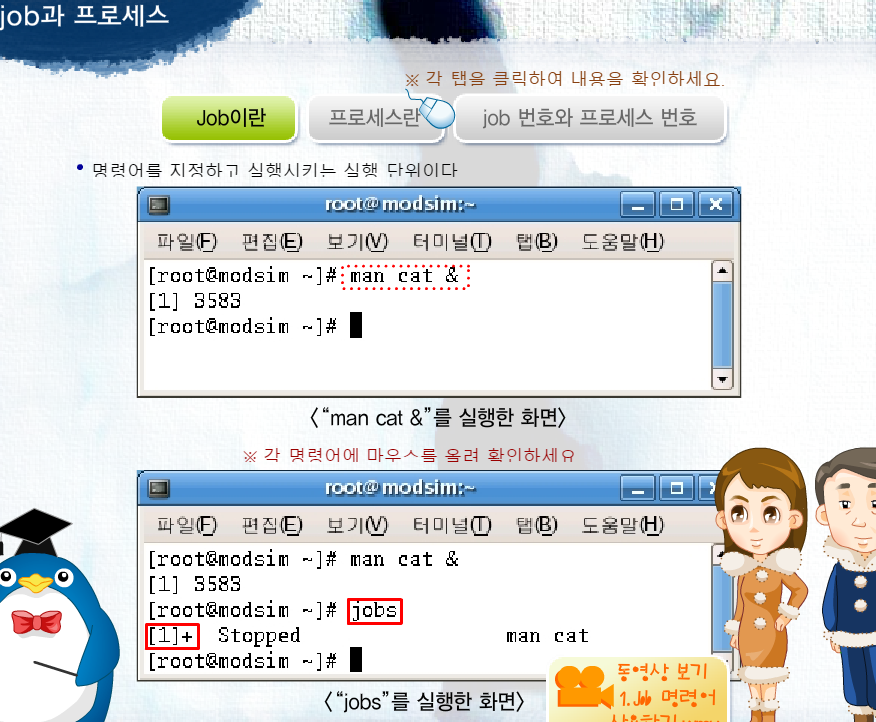 job과 프로세스
※ 각 탭을 클릭하여 내용을 확인하세요.
Job이란 프로세스란 job 번호와 프로세스 번호
• 명령어를 지정하고 실행시키는 실행 단위이다
root@modsim:~
파일(F) 편집(E) 보기(V) 터미널(T) 탭(B) 도움말(H)
[root@modsim ~]# man cat &
[1] 3583
[root@modsim ~]#
〈“man cat &”를 실행한 화면〉
※ 각 명령어에 마우스를 올려 확인하세요
root@modsim:~
파일(F) 편집(E) 보기(V) 터미널(T) 탭(B) 도움말(H)
[root@modsim ~]# man cat &
[1] 3583
[root@modsim ~]# jobs
[1]+ Stopped man cat
[root@modsim ~]#
〈“jobs”를 실행한 화면〉
동영상 보기
1.Job 명령어